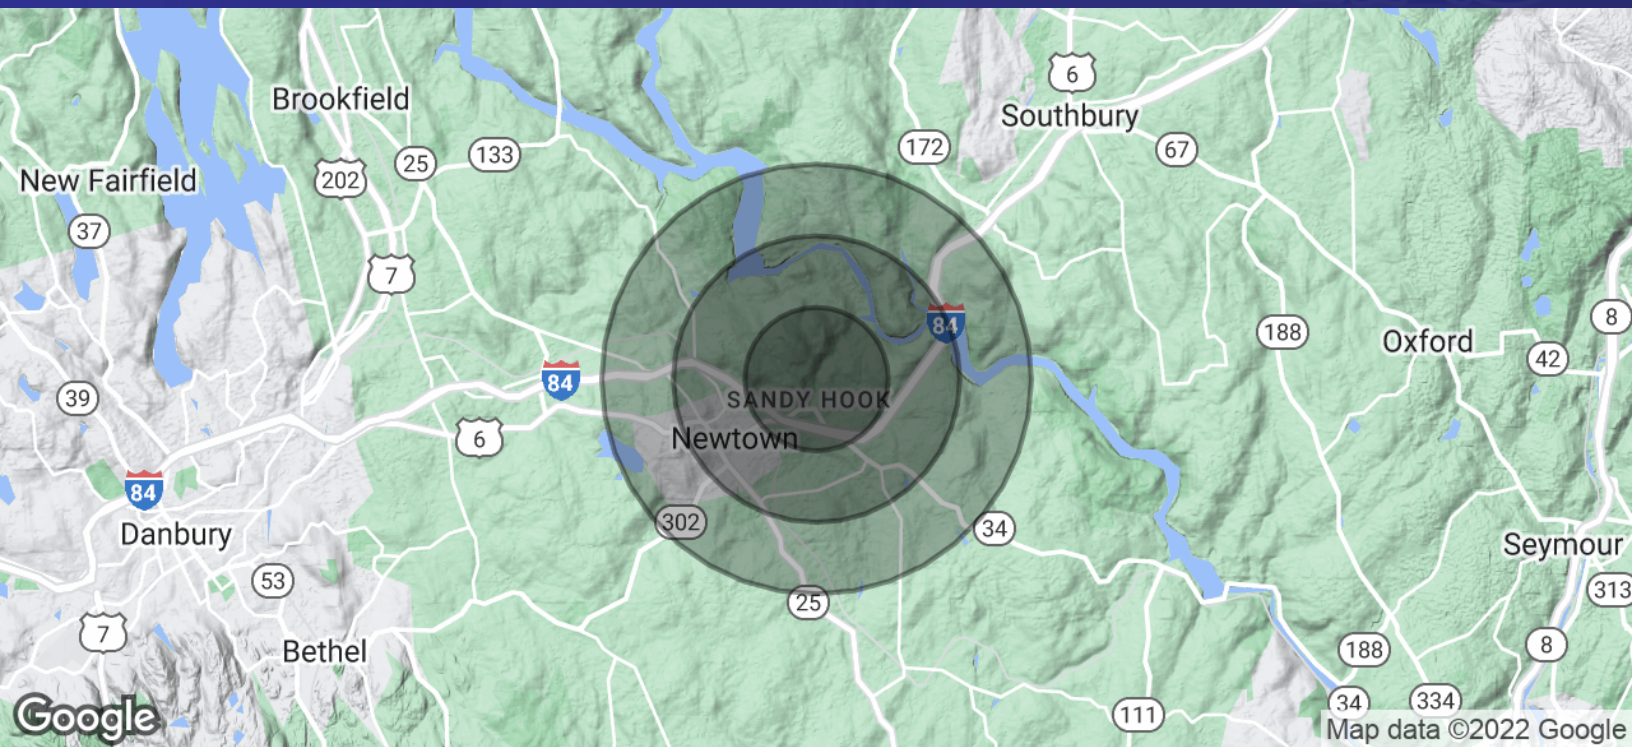 6
Brookfield
Southbury
172
67
133
25
202
New Fairfield
37
7
8
84
188
Oxford
42
84
39
SANDY HOOK
6
Newtown
84
302
34
Danbury
Seymour
53
313
25
7
Bethel
8
188
334
34
111
Google
Map data ©2022 Google